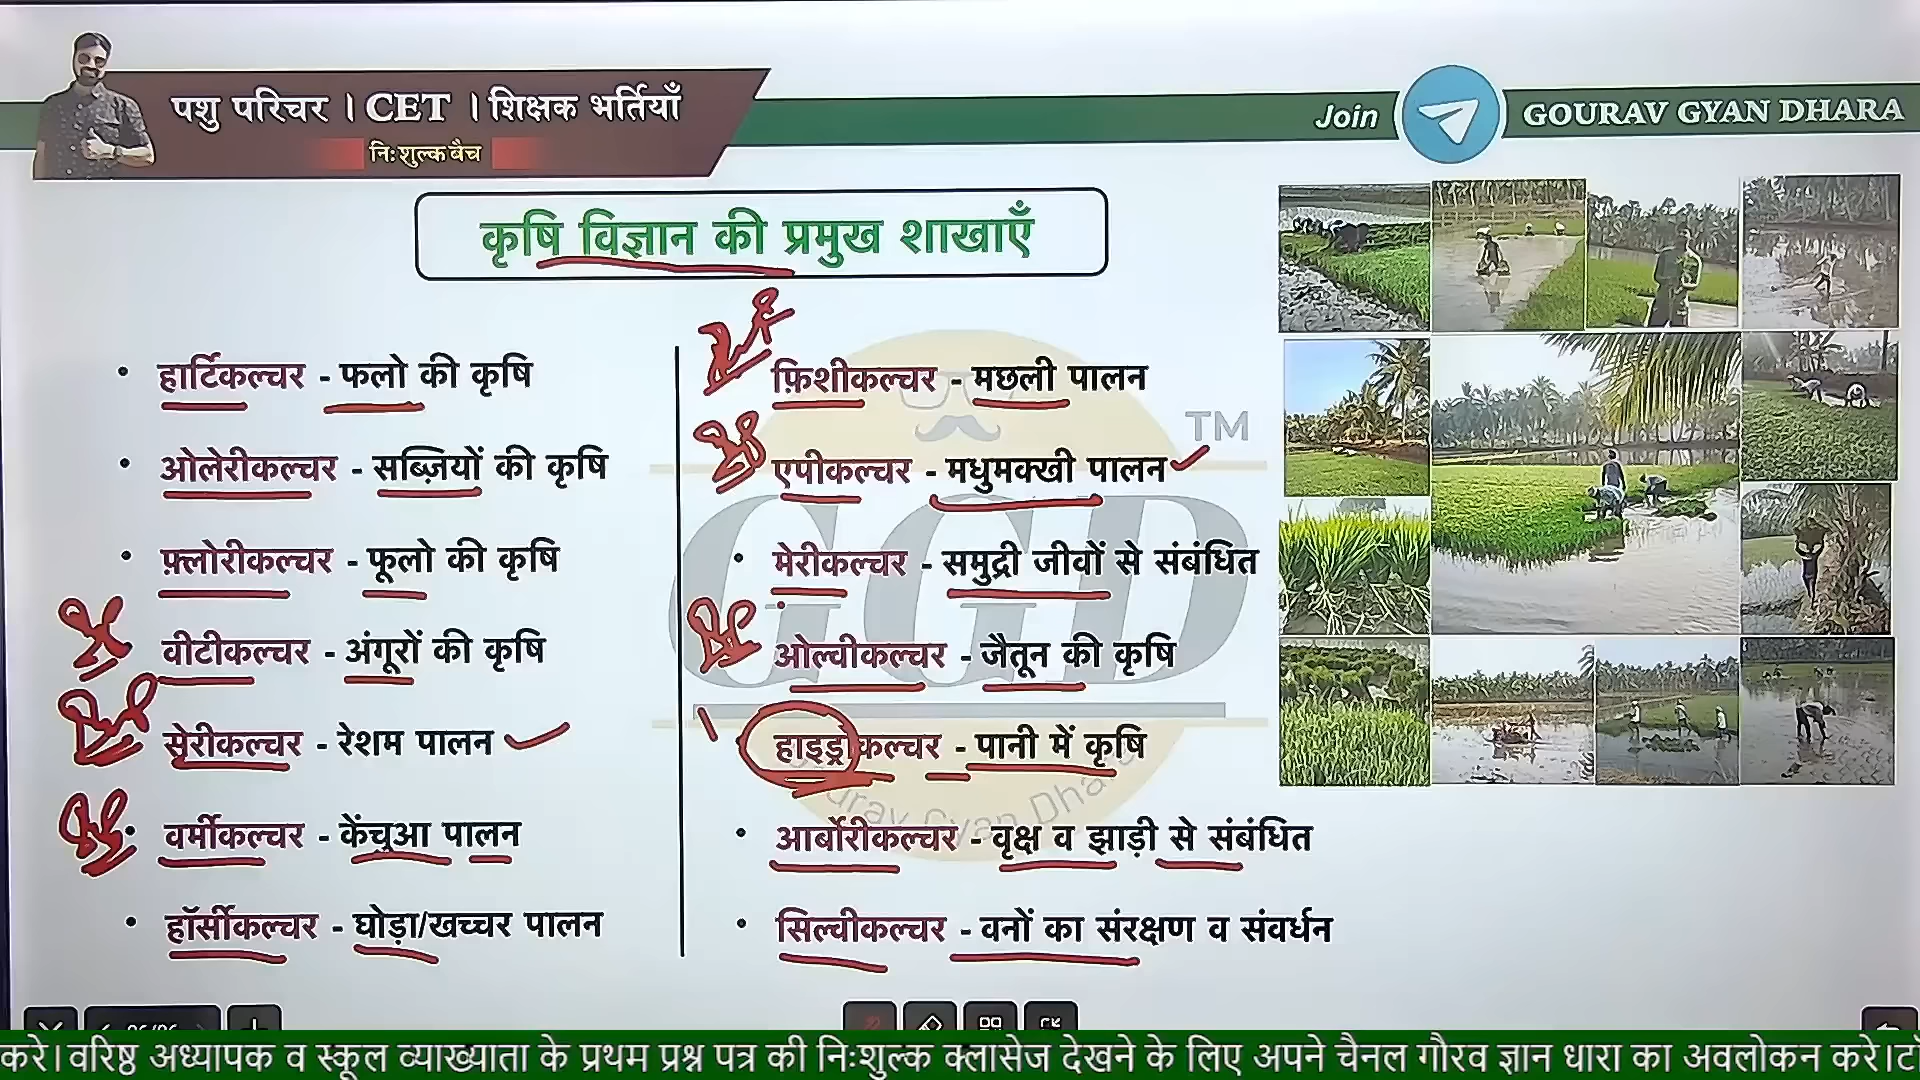 पशु परिचर । CET । शिक्षक भर्तियाँ
नि:शुल्क बैच
Join GOURAV GYAN DHARA
कृषि विज्ञान की प्रमुख शाखाएँ
• हार्टिकल्चर - फलो की कृषि
• ओलेरीकल्चर - सब्ज़ियों की कृषि
• फ़्लोरीकल्चर - फूलो की कृषि
वीटीकल्चर - अंगूरों की कृषि
सेरीकल्चर - रेशम पालन
• वर्मीकल्चर - केंचुआ पालन
• हॉर्सीकल्चर - घोड़ा/खच्चर पालन
फ़िशीकल्चर - मछली पालन
एपीकल्चर - मधुमक्खी पालन
• मेरीकल्चर - समुद्री जीवों से संबंधित
ओल्वीकल्चर - जैतून की कृषि
हाइड्रोकल्चर - पानी में कृषि
• आर्बोरीकल्चर - वृक्ष व झाड़ी से संबंधित
• सिल्वीकल्चर - वनों का संरक्षण व संवर्धन
TM
GGD
Gyan Dhara
करे।वरिष्ठ अध्यापक व स्कूल व्याख्याता के प्रथम प्रश्न पत्र की निःशुल्क क्लासेज देखने के लिए अपने चैनल गौरव ज्ञान धारा का अवलोकन करे।